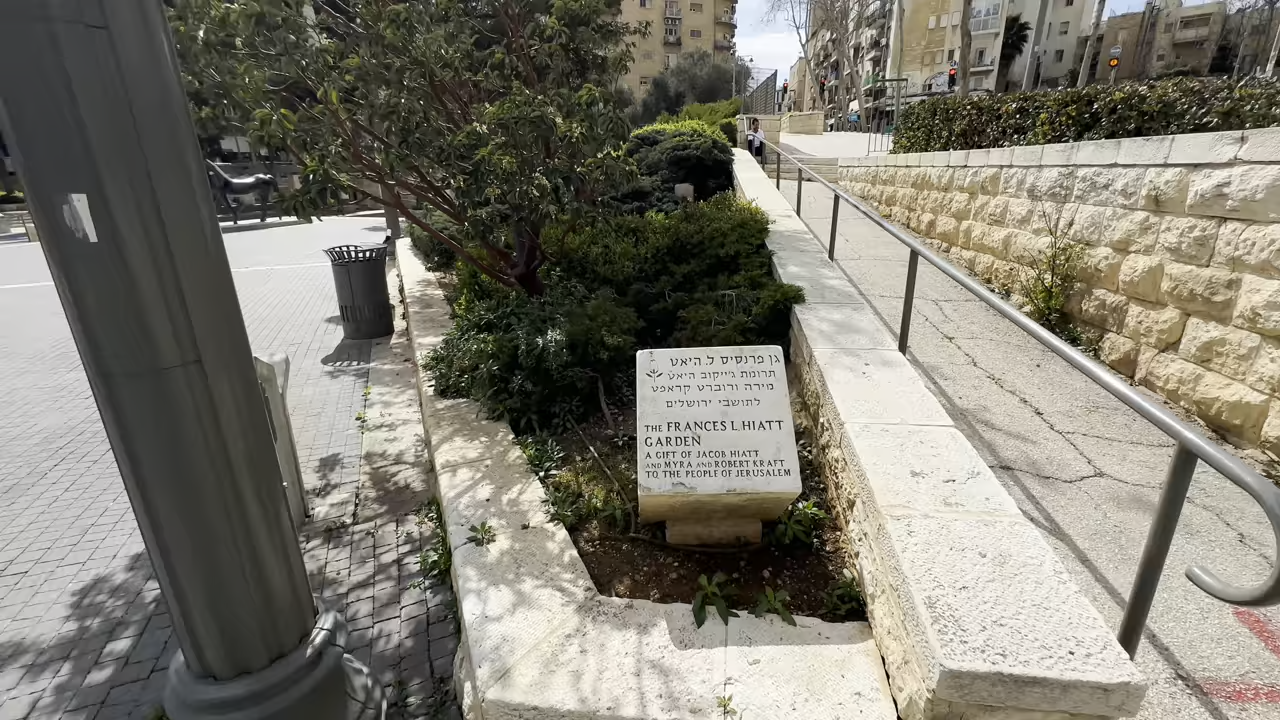 גן פרנסיס ל היאט
תרומת ג׳ייקוב היאט
מירה ורוברט קראפט
לתושבי ירושלים
THE FRANCES L. HIATT
GARDEN
A GIFT OF JACOB HIATT
AND MYRA AND ROBERT KRAFT
TO THE PEOPLE OF JERUSALEM